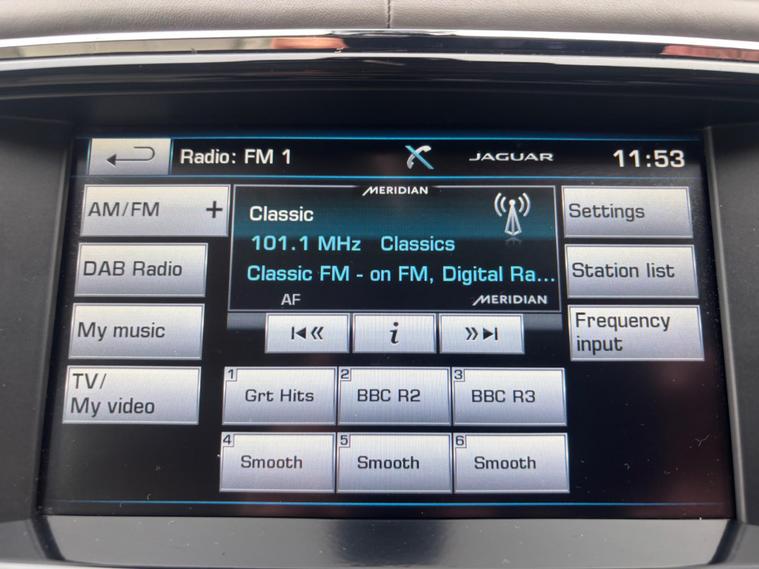 Radio: FM 1
JAGUAR
11:53
AM/FM +
DAB Radio
My music
TV/
My video
MERIDIAN
Classic
101.1 MHz Classics
Classic FM - on FM, Digital Ra...
AF
MERIDIAN
i
Settings
Station list
Frequency
input
1 Grt Hits
2 BBC R2
3 BBC R3
4 Smooth
5 Smooth
6 Smooth